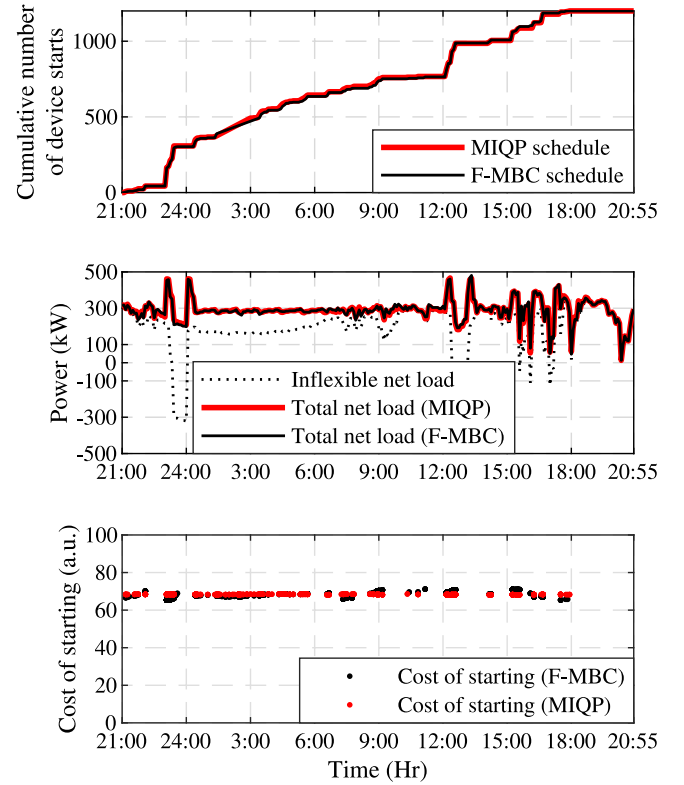 Cumulative number
of device starts
1000
500
0
MIQP schedule
F-MBC schedule
21:00 24:00 3:00 6:00 9:00 12:00 15:00 18:00 20:55
Power (kW)
500
300
100
0
-100
-300
-500
Inflexible net load
Total net load (MIQP)
Total net load (F-MBC)
21:00 24:00 3:00 6:00 9:00 12:00 15:00 18:00 20:55
Cost of starting (a.u.)
100
80
60
40
20
0
Cost of starting (F-MBC)
Cost of starting (MIQP)
21:00 24:00 3:00 6:00 9:00 12:00 15:00 18:00 20:55
Time (Hr)